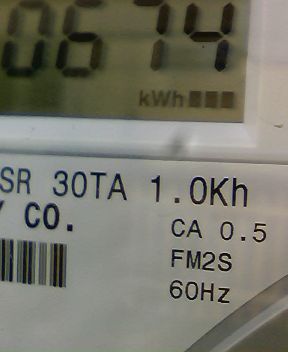 0674
kWh
SR 30TA 1.0Kh
Y CO.
CA 0.5
FM2S
60Hz